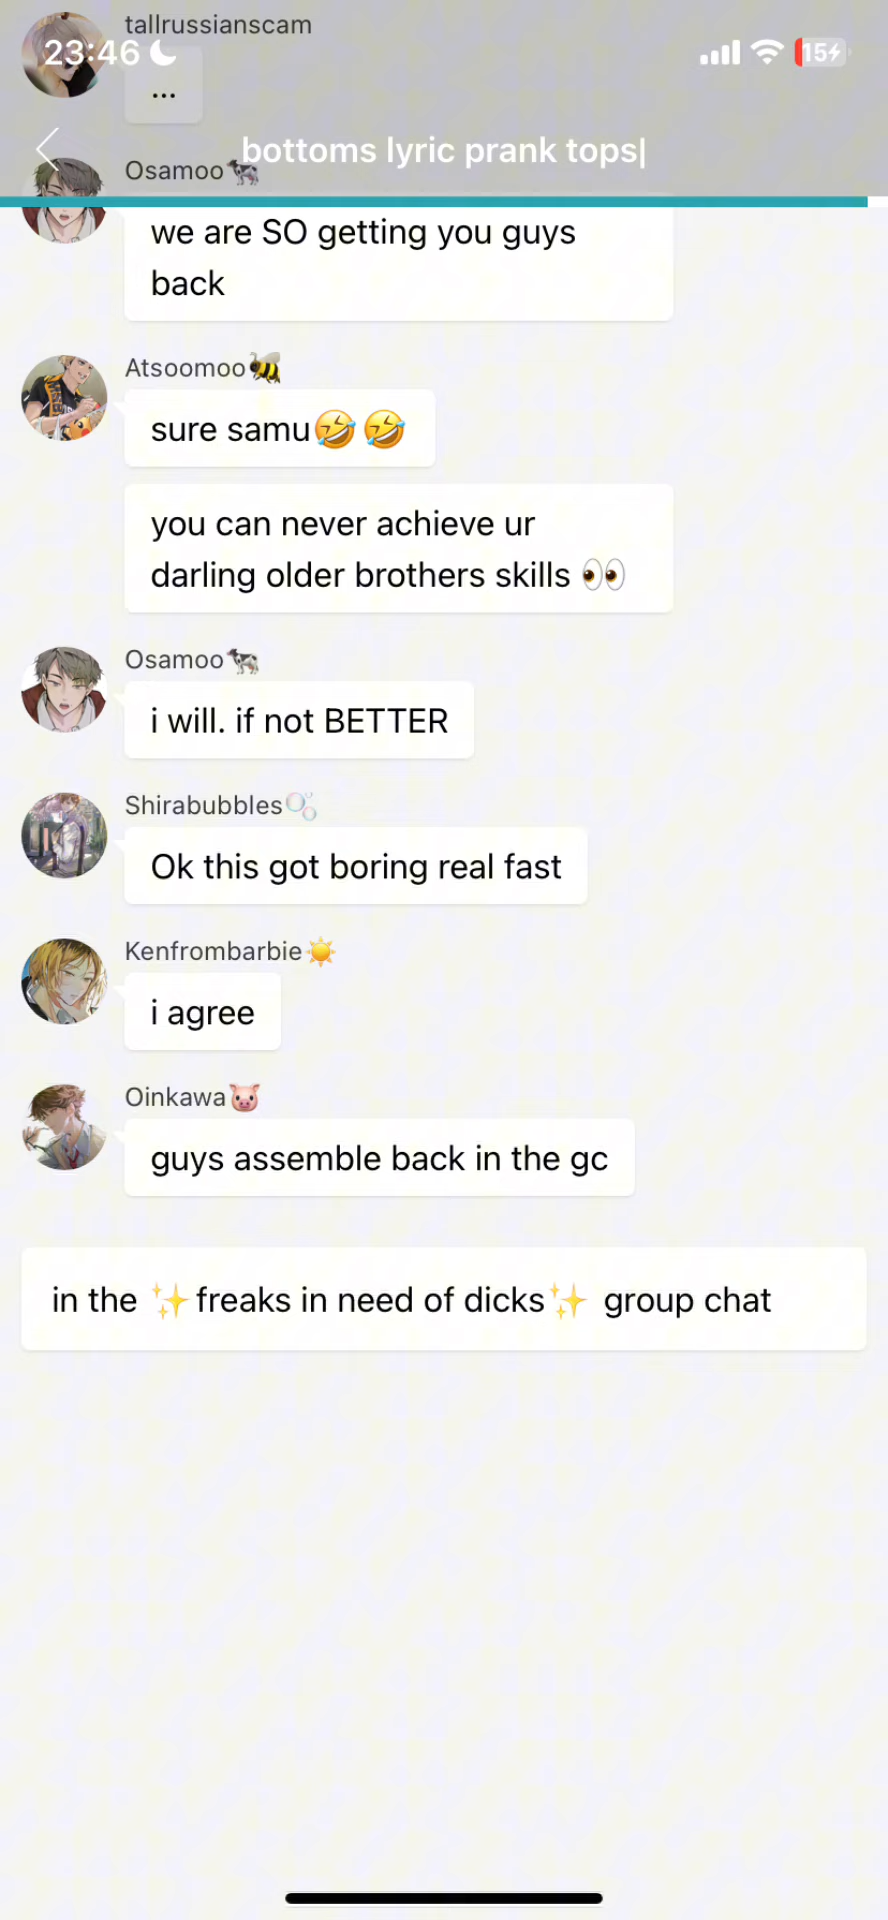 tallrussianscam
23:46
15
...
bottoms lyric prank tops|
Osamoo🐄
we are SO getting you guys
back
Atsoomoo🐝
sure samu🤣🤣
you can never achieve ur
darling older brothers skills 👀
Osamoo🐄
i will. if not BETTER
Shirabubbles🫧
Ok this got boring real fast
Kenfrombarbie☀️
i agree
Oinkawa🐷
guys assemble back in the gc
in the ✨freaks in need of dicks✨ group chat